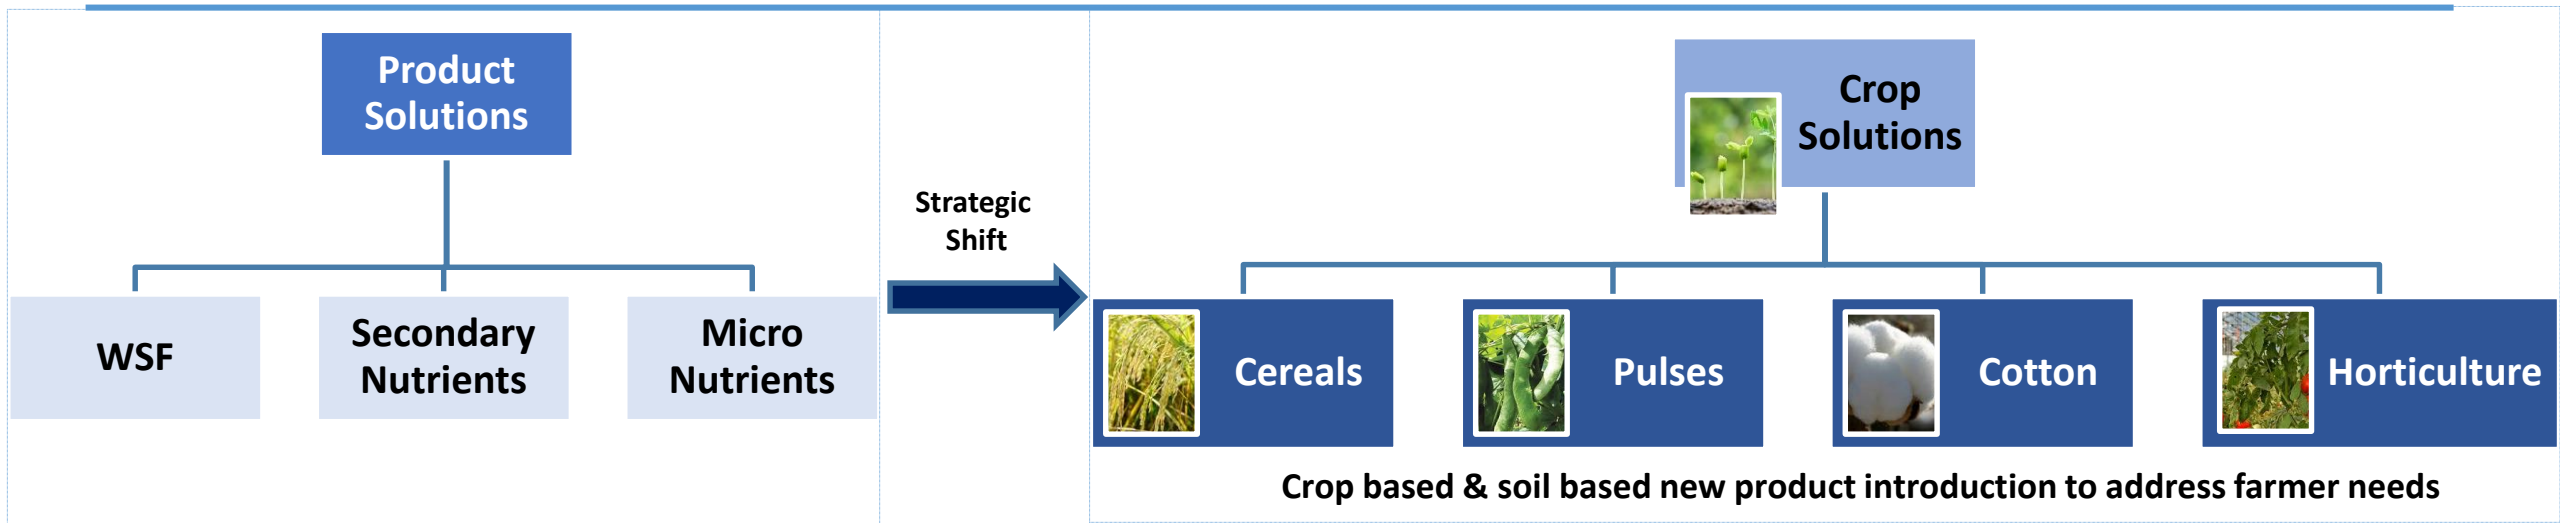 Product
Solutions
WSF
Secondary
Nutrients
Micro
Nutrients
Strategic
Shift
Crop
Solutions
Cereals
Pulses
Cotton
Horticulture
Crop based & soil based new product introduction to address farmer needs